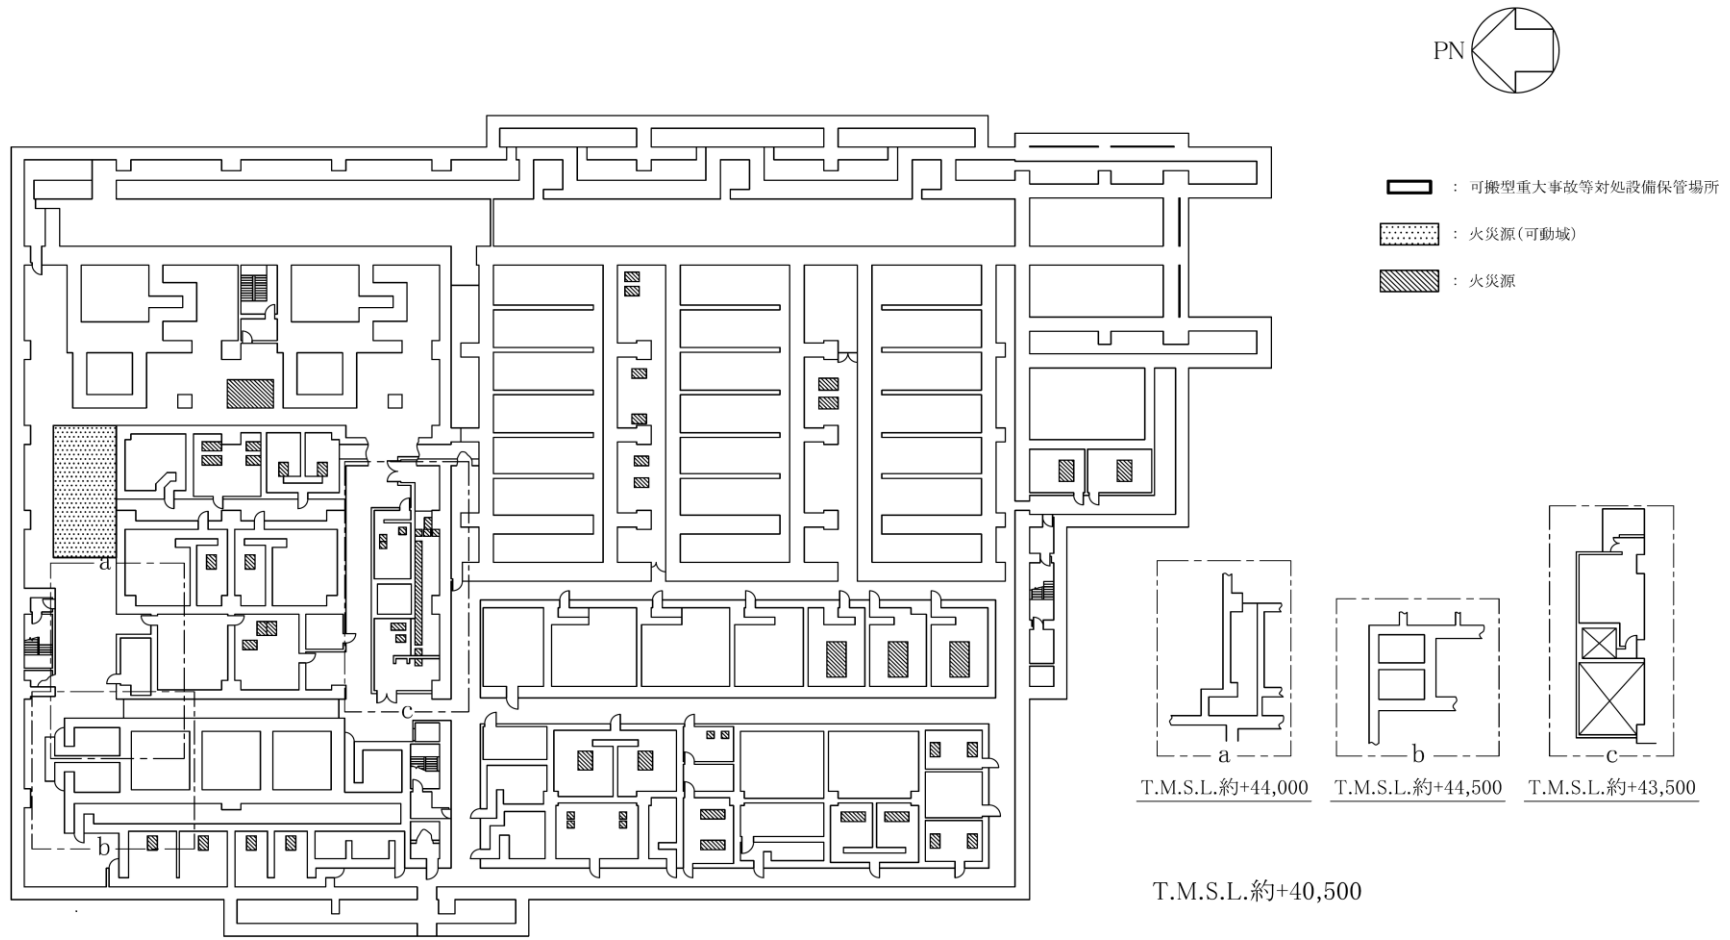 PN
: 可搬型重大事故等対処設備保管場所
: 火災源(可動域)
: 火災源
a
c
b
a
b
c
T.M.S.L.約+44,000
T.M.S.L.約+44,500
T.M.S.L.約+43,500
T.M.S.L.約+40,500